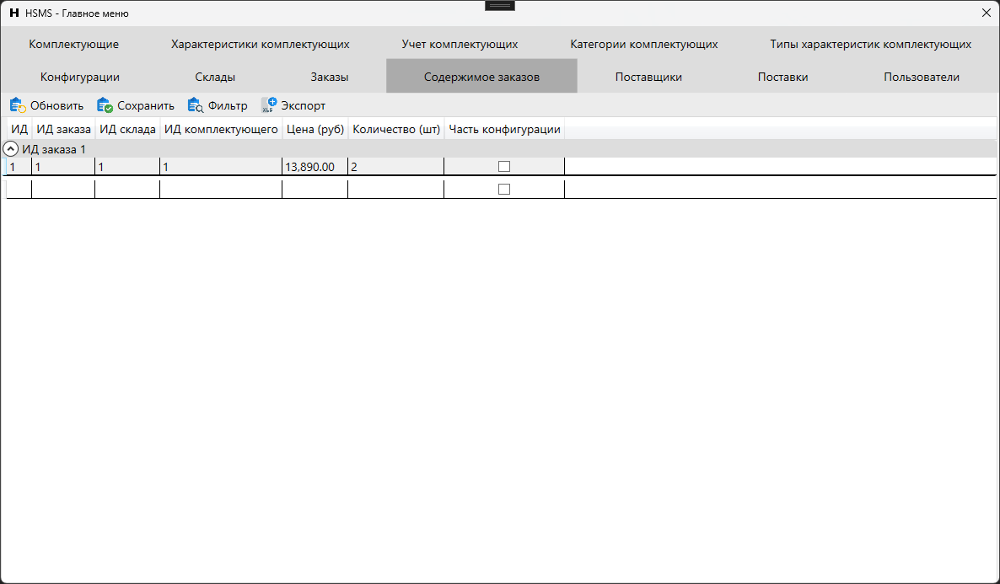 H HSMS - Главное меню
Комплектующие Характеристики комплектующих Учет комплектующих Категории комплектующих Типы характеристик комплектующих
Конфигурации Склады Заказы Содержимое заказов Поставщики Поставки Пользователи
Обновить Сохранить Фильтр XLS Экспорт
ИД ИД заказа ИД склада ИД комплектующего Цена (руб) Количество (шт) Часть конфигурации
ИД заказа 1
1 1 1 1 13,890.00 2